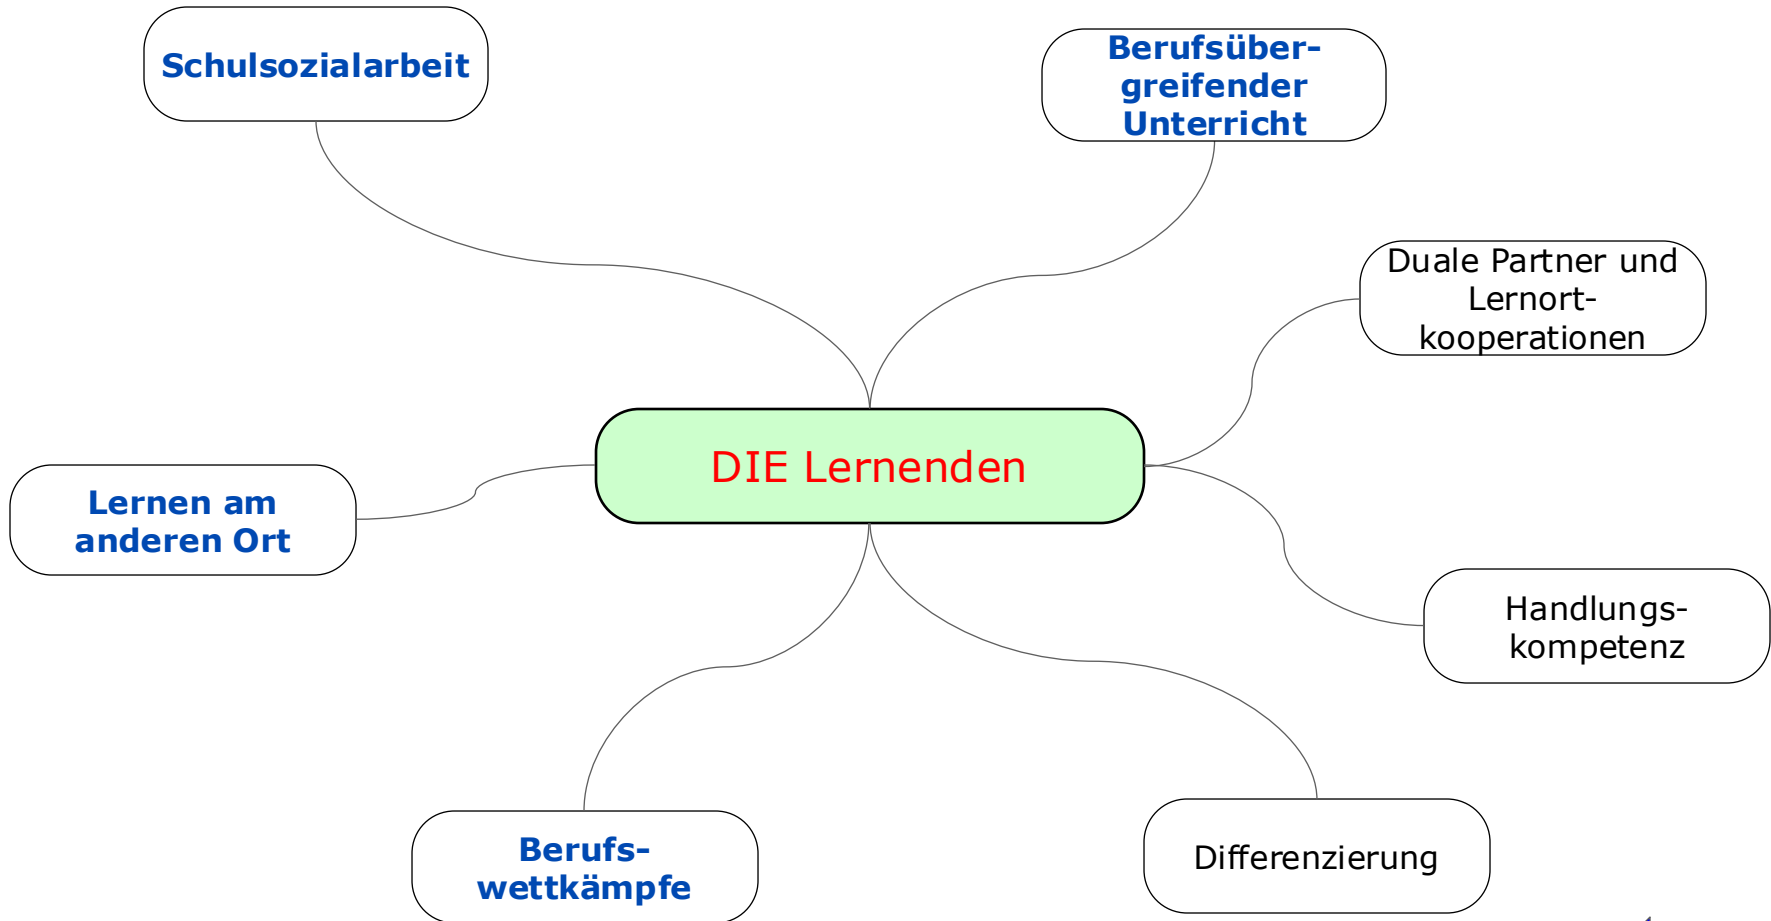 Schulsozialarbeit
Berufsüber-
greifender
Unterricht
Duale Partner und
Lernort-
kooperationen
DIE Lernenden
Lernen am
anderen Ort
Handlungs-
kompetenz
Berufs-
wettkämpfe
Differenzierung